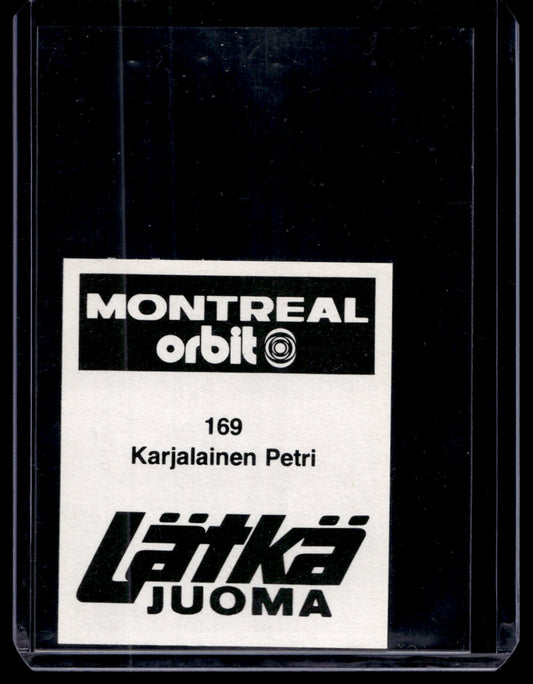 MONTREAL
orbit
169
Karjalainen Petri
Lätkä
JUOMA